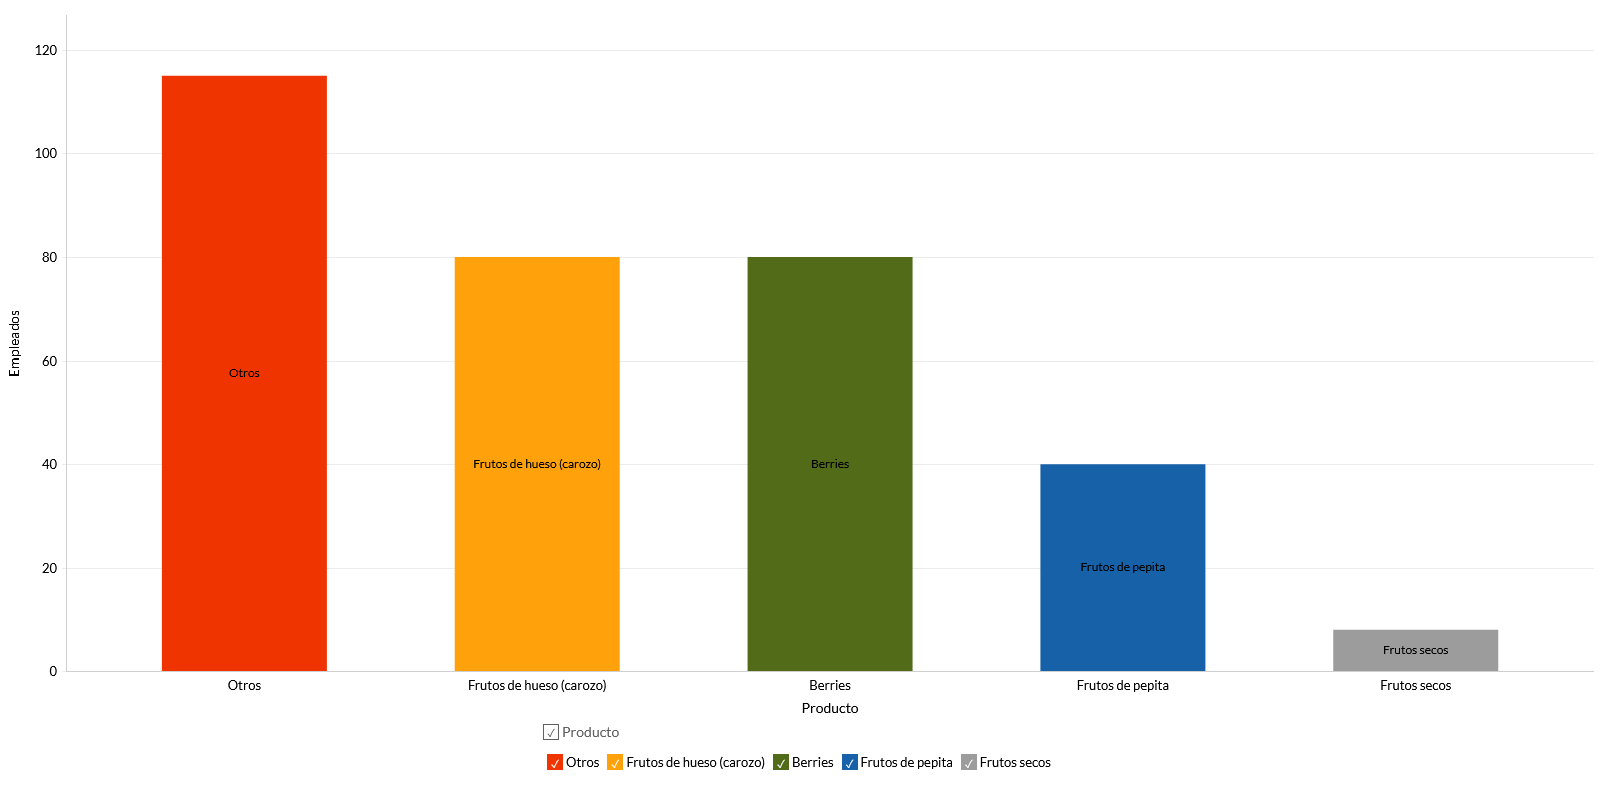 120
100
80
60
40
20
0
Empleados
Otros
Frutos de hueso (carozo)
Berries
Frutos de pepita
Frutos secos
Otros
Frutos de hueso (carozo)
Berries
Frutos de pepita
Frutos secos
Producto
Producto
Otros
Frutos de hueso (carozo)
Berries
Frutos de pepita
Frutos secos